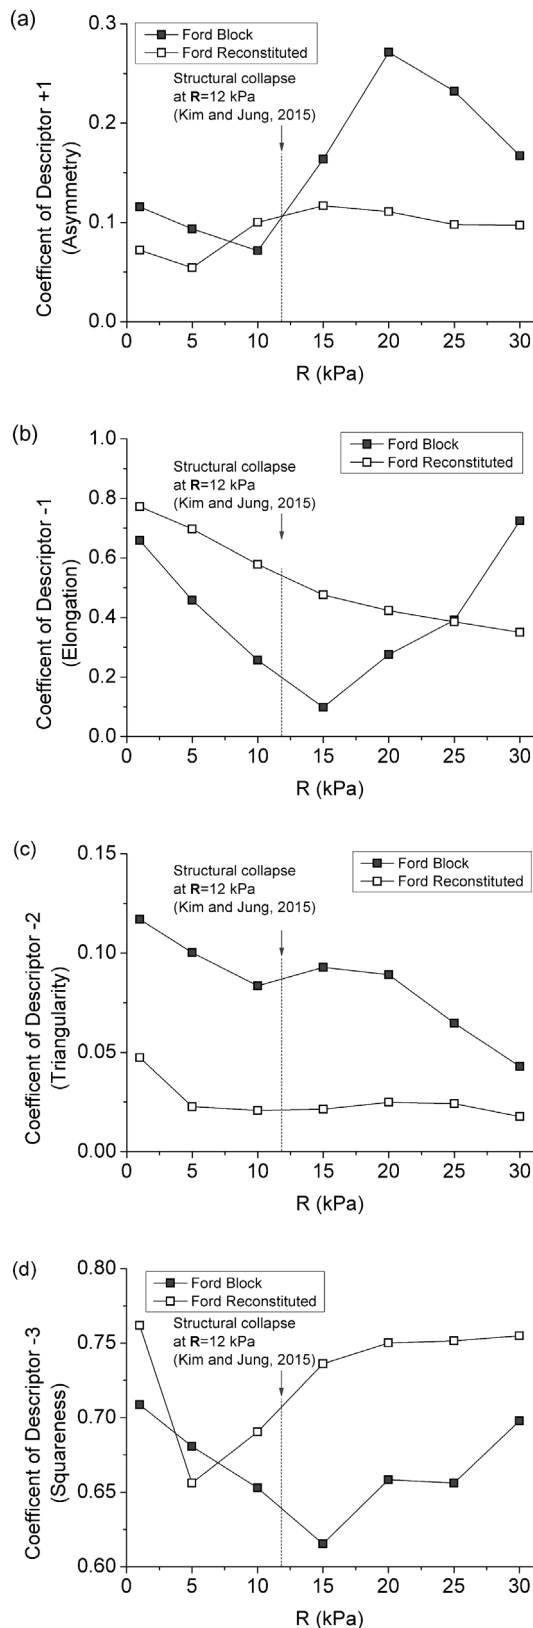 (a)
0.3
0.2
0.1
0.0
Coefficent of Descriptor +1
(Asymmetry)
Ford Block
Ford Reconstituted
Structural collapse
at R=12 kPa
(Kim and Jung, 2015)
0 5 10 15 20 25 30
R (kPa)
(b)
1.0
0.8
0.6
0.4
0.2
0.0
Coefficent of Descriptor -1
(Elongation)
Ford Block
Ford Reconstituted
Structural collapse
at R=12 kPa
(Kim and Jung, 2015)
0 5 10 15 20 25 30
R (kPa)
(c)
0.15
0.10
0.05
0.00
Coefficent of Descriptor -2
(Triangularity)
Ford Block
Ford Reconstituted
Structural collapse
at R=12 kPa
(Kim and Jung, 2015)
0 5 10 15 20 25 30
R (kPa)
(d)
0.80
0.75
0.70
0.65
0.60
Coefficent of Descriptor -3
(Squareness)
Ford Block
Ford Reconstituted
Structural collapse
at R=12 kPa
(Kim and Jung, 2015)
0 5 10 15 20 25 30
R (kPa)